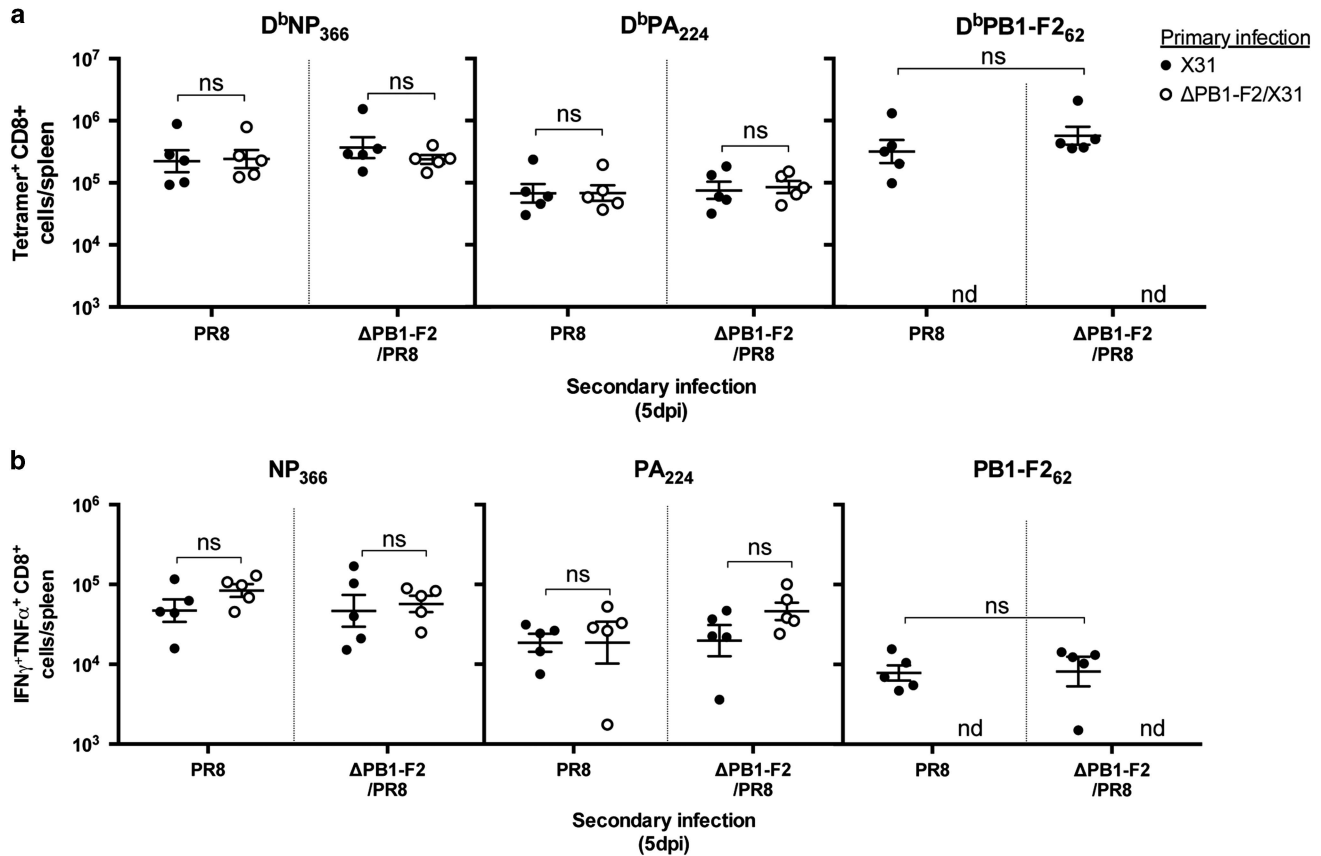 a
DᵇNP₃₆₆ DᵇPA₂₂₄ DᵇPB1-F2₆₂
Primary infection
X31
ΔPB1-F2/X31
Tetramer⁺ CD8+
cells/spleen
10⁷
10⁶
10⁵
10⁴
10³
ns ns ns ns ns
nd nd
PR8 ΔPB1-F2 PR8 ΔPB1-F2 PR8 ΔPB1-F2
/PR8 /PR8 /PR8
Secondary infection
(5dpi)
b
NP₃₆₆ PA₂₂₄ PB1-F2₆₂
IFNγ⁺TNFα⁺ CD8⁺
cells/spleen
10⁶
10⁵
10⁴
10³
ns ns ns ns ns
nd nd
PR8 ΔPB1-F2 PR8 ΔPB1-F2 PR8 ΔPB1-F2
/PR8 /PR8 /PR8
Secondary infection
(5dpi)